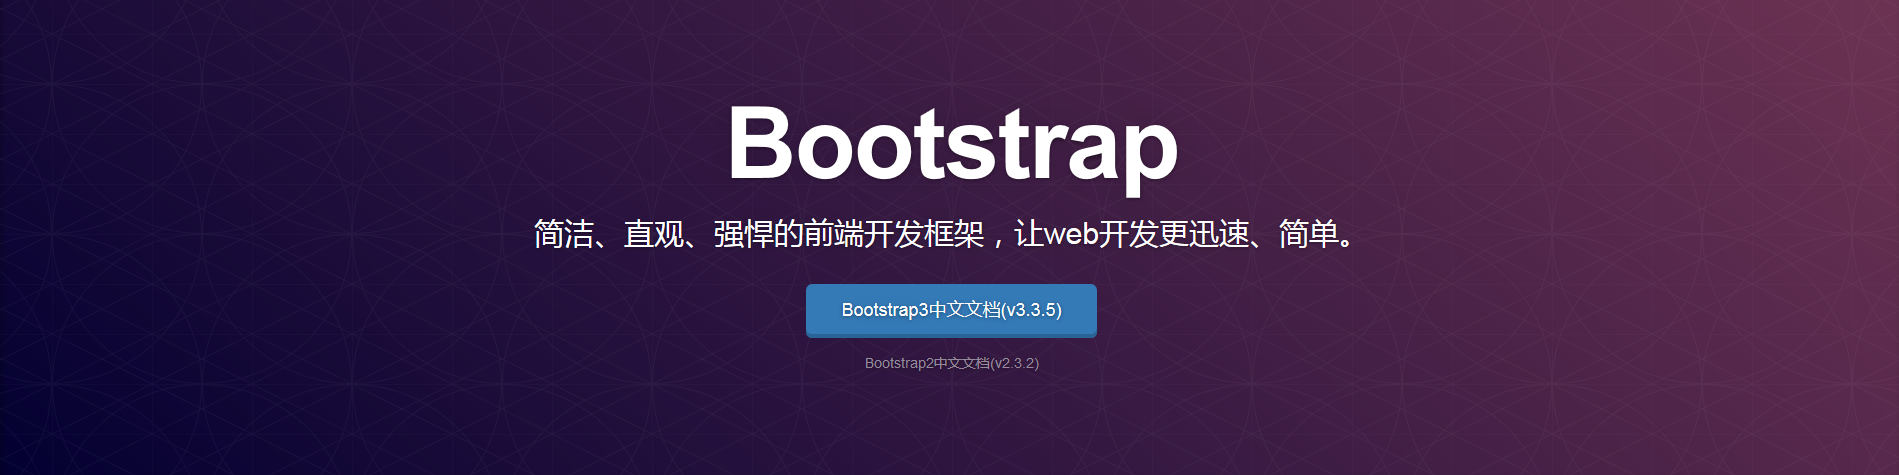 Bootstrap
简洁、直观、强悍的前端开发框架，让web开发更迅速、简单。
Bootstrap3中文文档(v3.3.5)
Bootstrap2中文文档(v2.3.2)